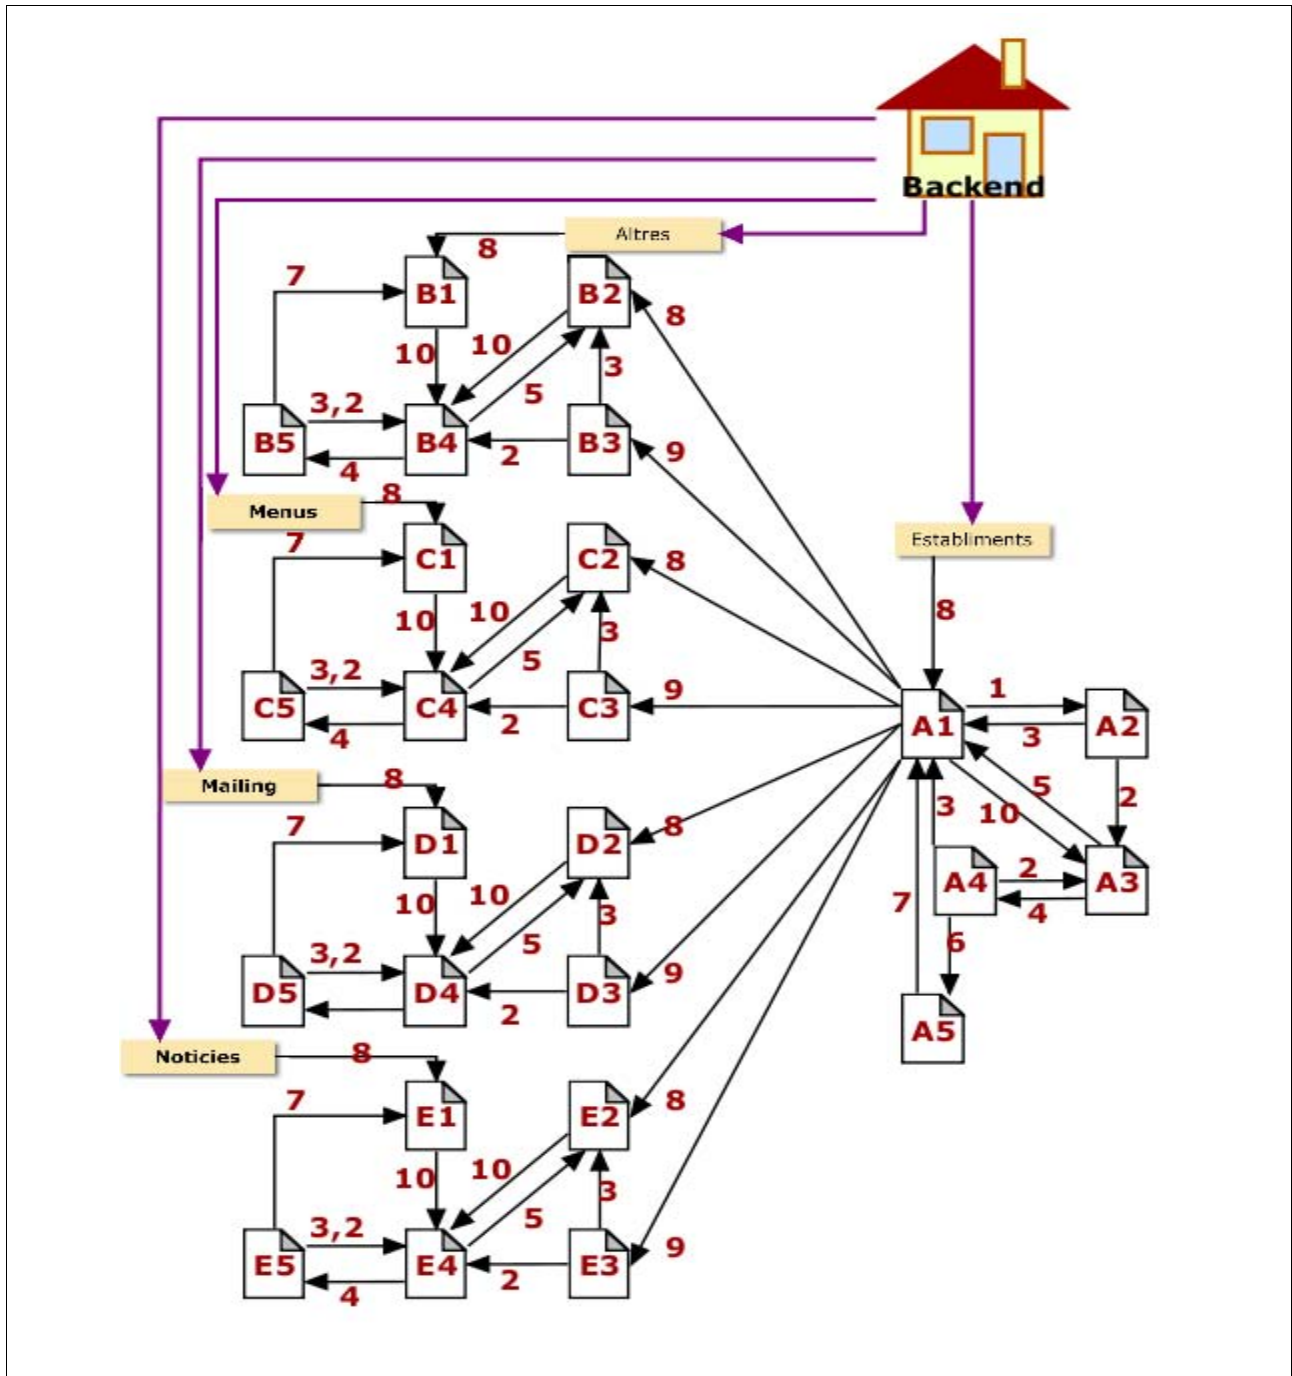 Backend
Altres
8
7
B1
B2
8
10
10
3
5
3,2
B5
B4
B3
9
2
4
8
Menus
Establiments
7
C1
C2
8
10
10
3
8
5
3,2
C5
C4
C3
9
2
4
1
A1
A2
3
8
Mailing
5
10
2
3
7
D1
D2
8
A4
2
A3
4
7
10
10
3
6
5
3,2
D5
D4
D3
9
2
A5
8
Noticies
7
E1
E2
8
10
10
3
5
3,2
E5
E4
E3
9
2
4